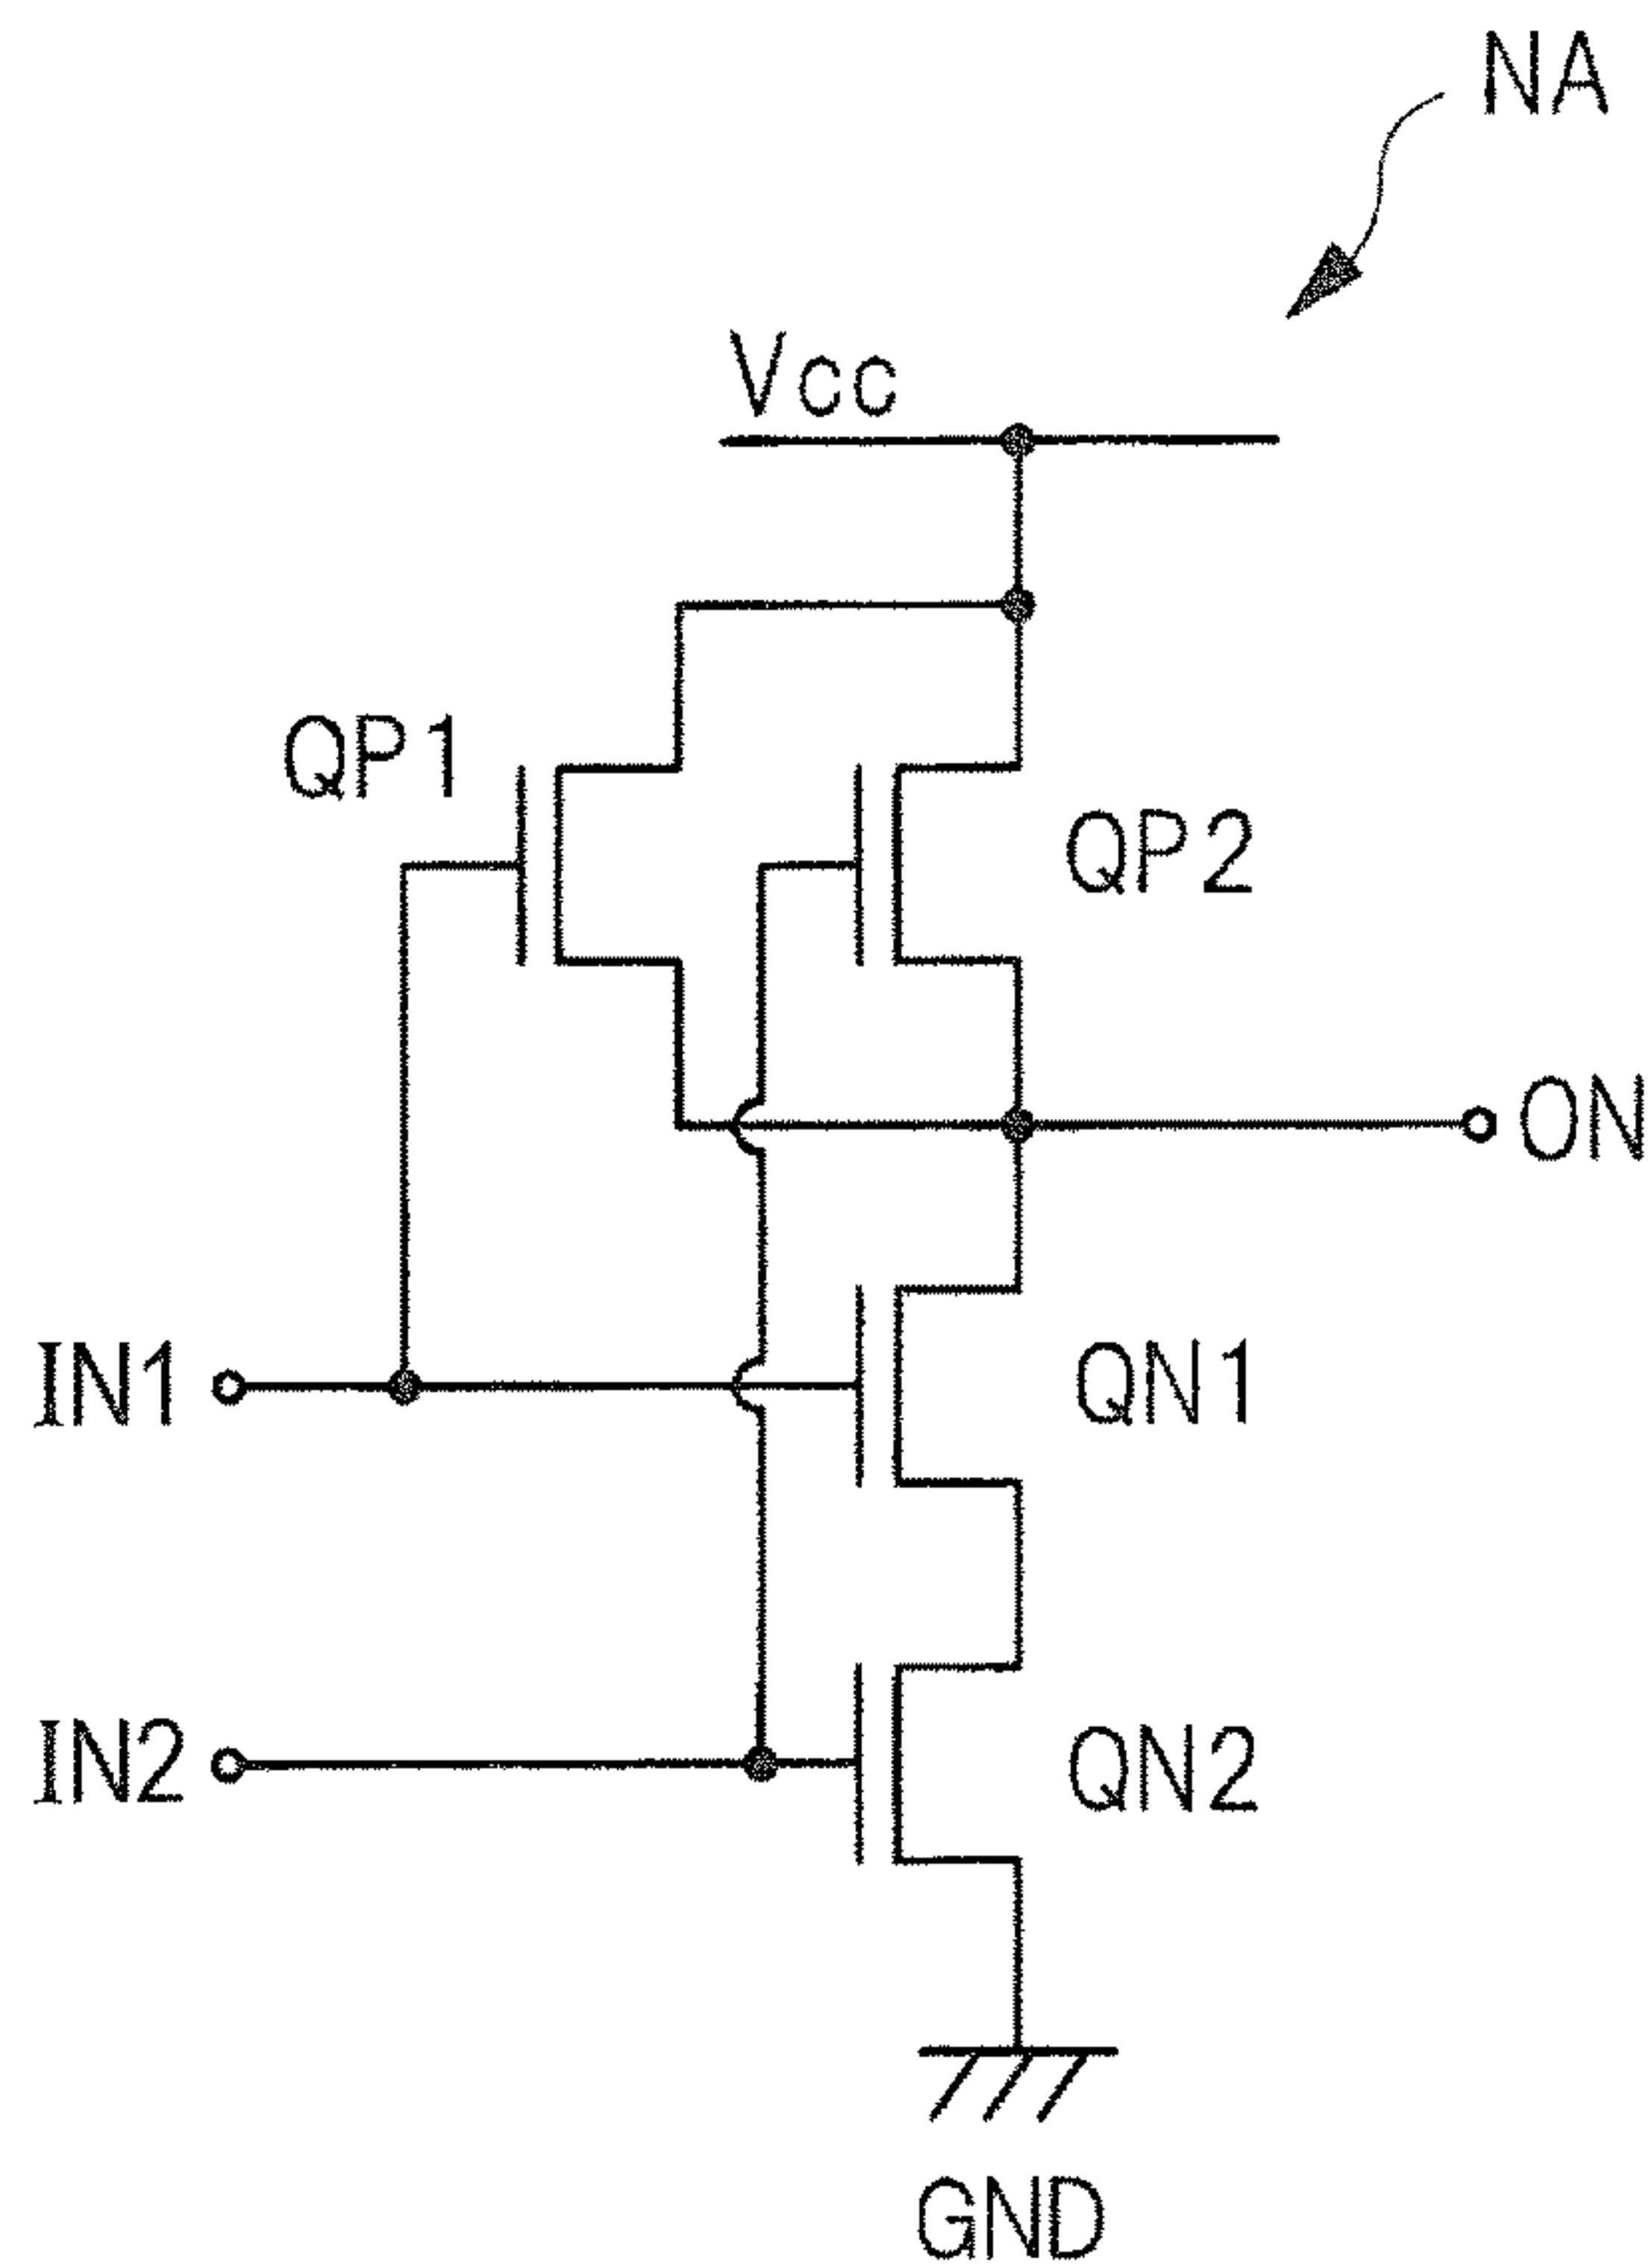 NA
Vcc
QP1
QP2
ON
IN1
QN1
IN2
QN2
GND